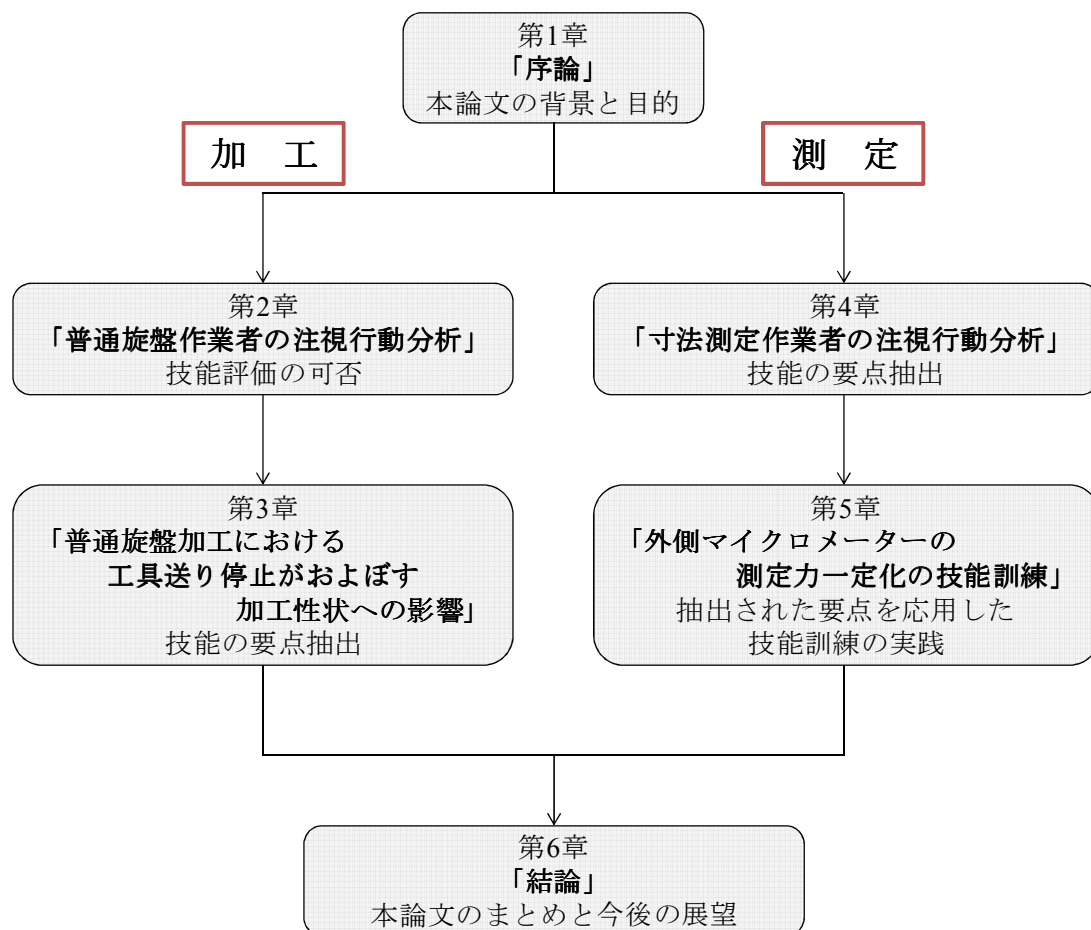 第1章
「序論」
本論文の背景と目的
加　工
測　定
第2章
「普通旋盤作業者の注視行動分析」
技能評価の可否
第3章
「普通旋盤加工における
工具送り停止がおよぼす
加工性状への影響」
技能の要点抽出
第4章
「寸法測定作業者の注視行動分析」
技能の要点抽出
第5章
「外側マイクロメーターの
測定力一定化の技能訓練」
抽出された要点を応用した
技能訓練の実践
第6章
「結論」
本論文のまとめと今後の展望